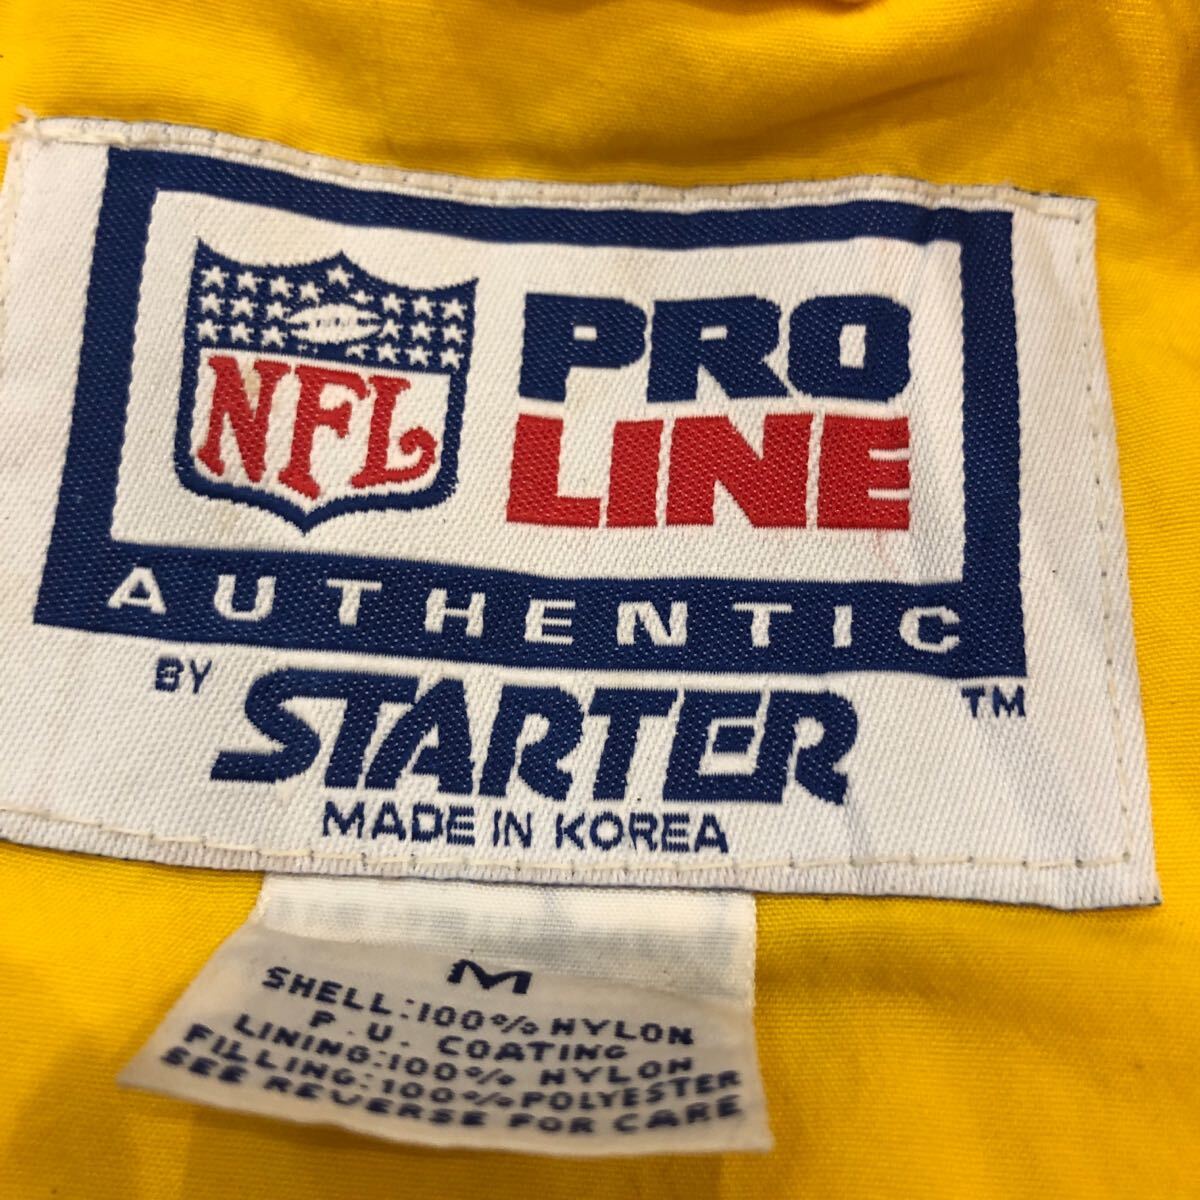 NFL
PRO
LINE
AUTHENTIC
BY STARTER TM
MADE IN KOREA
M
SHELL:100% NYLON
P.U. COATING
LINING:100% NYLON
FILLING:100% POLYESTER
SEE REVERSE FOR CARE